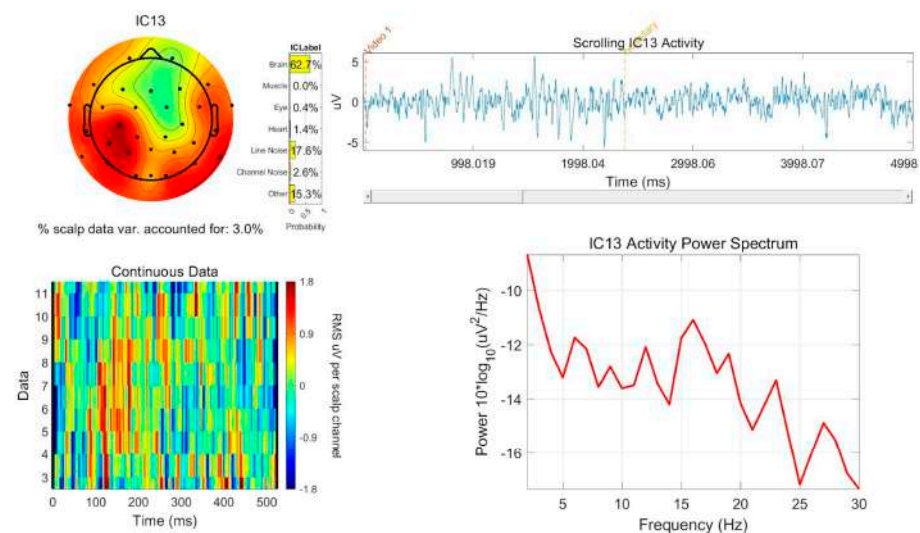 IC13
ICLabel
Brain 62.7%
Muscle 0.0%
Eye 0.4%
Heart 1.4%
Line Noise 17.6%
Channel Noise 2.6%
Other 15.3%
0 0.5 1
Probability
% scalp data var. accounted for: 3.0%
Video 1
Scrolling IC13 Activity
5
0
-5
uV
998.019 1998.04 2998.06 3998.07 4998.
Time (ms)
Continuous Data
11
10
9
8
7
6
5
4
3
Data
0 100 200 300 400 500
Time (ms)
1.8
0.9
0
-0.9
-1.8
RMS uV per scalp channel
IC13 Activity Power Spectrum
-10
-12
-14
-16
Power 10*log10(uV2/Hz)
5 10 15 20 25 30
Frequency (Hz)